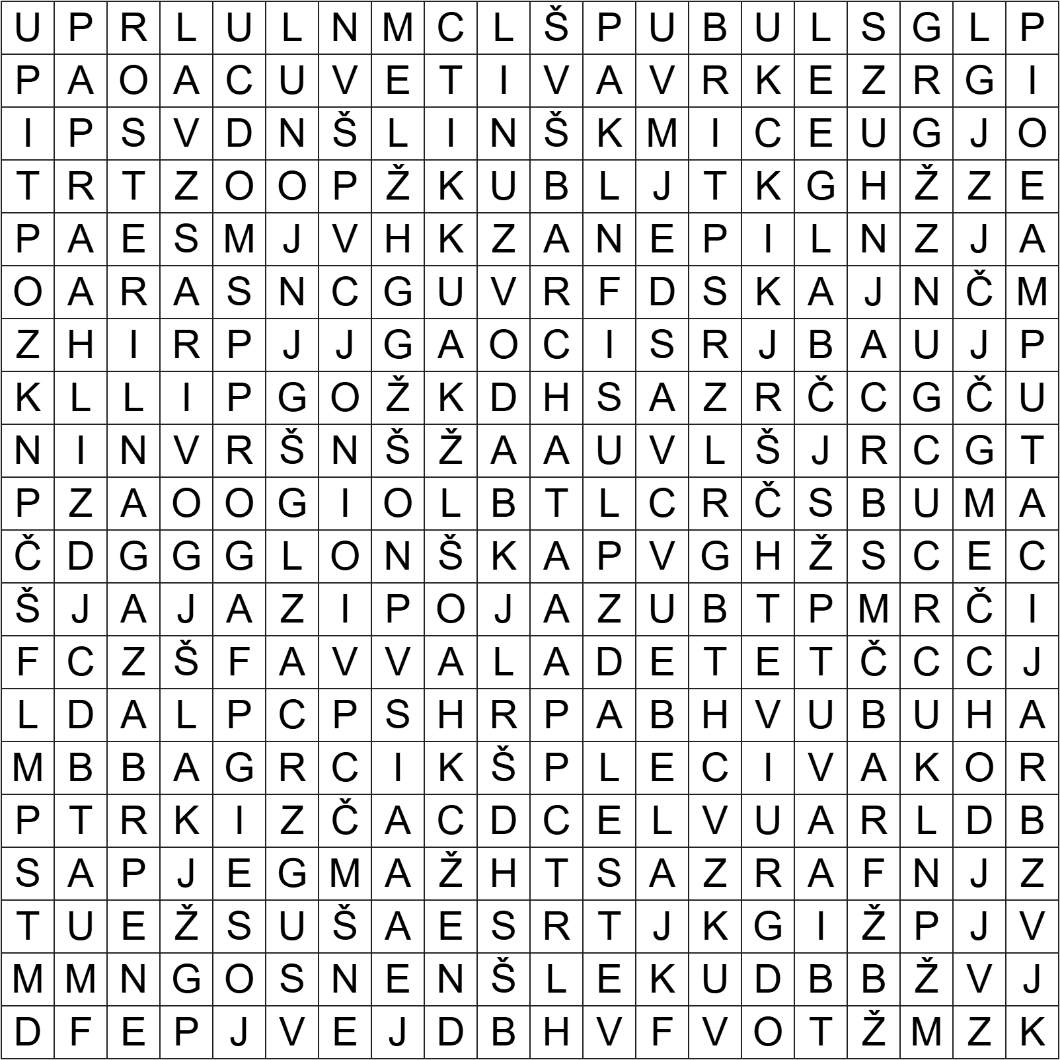 U P R L U L N M C L Š P U B U L S G L P
P A O A C U V E T I V A V R K E Z R G I
I P S V D N Š L I N Š K M I C E U G J O
T R T Z O O P Ž K U B L J T K G H Ž Z E
P A E S M J V H K Z A N E P I L N Z J A
O A R A S N C G U V R F D S K A J N Č M
Z H I R P J J G A O C I S R J B A U J P
K L L I P G O Ž K D H S A Z R Č C G Č U
N I N V R Š N Š Ž A A U V L Š J R C G T
P Z A O O G I O L B T L C R Č S B U M A
Č D G G G L O N Š K A P V G H Ž S C E C
Š J A J A Z I P O J A Z U B T P M R Č I
F C Z Š F A V V A L A D E T E T Č C C J
L D A L P C P S H R P A B H V U B U H A
M B B A G R C I K Š P L E C I V A K O R
P T R K I Z Č A C D C E L V U A R L D B
S A P J E G M A Ž H T S A Z R A F N J Z
T U E Ž S U Š A E S R T J K G I Ž P J V
M M N G O S N E N Š L E K U D B B Ž V J
D F E P J V E J D B H V F V O T Ž M Z K